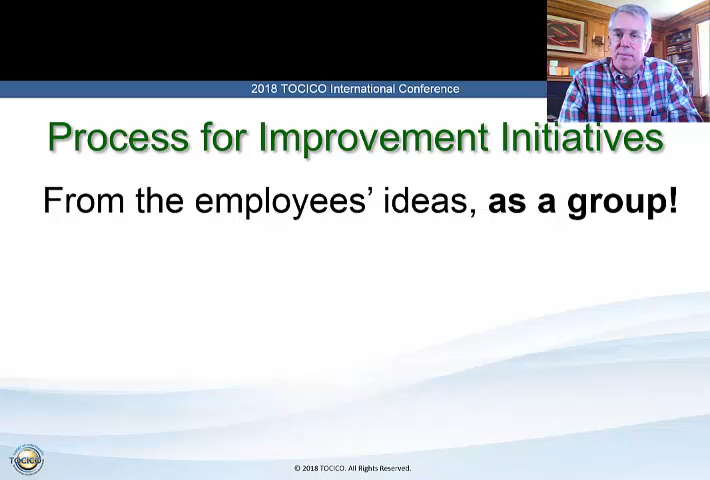 2018 TOCICO International Conference
Process for Improvement Initiatives
From the employees' ideas, as a group!
TOCICO
© 2018 TOCICO. All Rights Reserved.